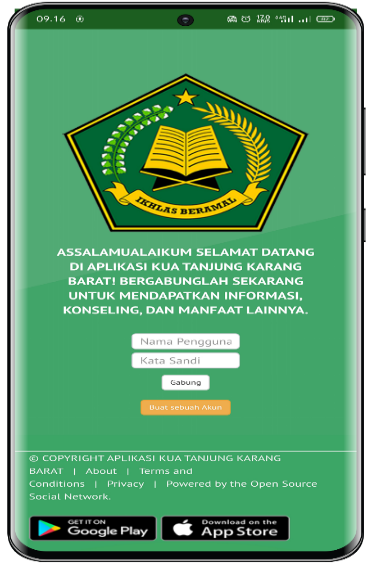 09.16
IKHLAS BERAMAL
ASSALAMUALAIKUM SELAMAT DATANG
DI APLIKASI KUA TANJUNG KARANG
BARAT! BERGABUNGLAH SEKARANG
UNTUK MENDAPATKAN INFORMASI,
KONSELING, DAN MANFAAT LAINNYA.
Nama Pengguna
Kata Sandi
Gabung
Buat sebuah Akun
© COPYRIGHT APLIKASI KUA TANJUNG KARANG
BARAT | About | Terms and
Conditions | Privacy | Powered by the Open Source
Social Network.
GET IT ON
Google Play
Download on the
App Store